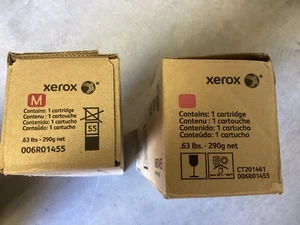 xerox
M
Contains: 1 cartridge
Contenu : 1 cartouche
Contenido: 1 cartucho
Conteúdo : 1 cartucho
55
.63 lbs. • 290g net
006R01455
xerox
Contains: 1 cartridge
Contenu : 1 cartouche
Contenido: 1 cartucho
Conteúdo : 1 cartucho
.63 lbs. • 290g net
CT201461
006R01455